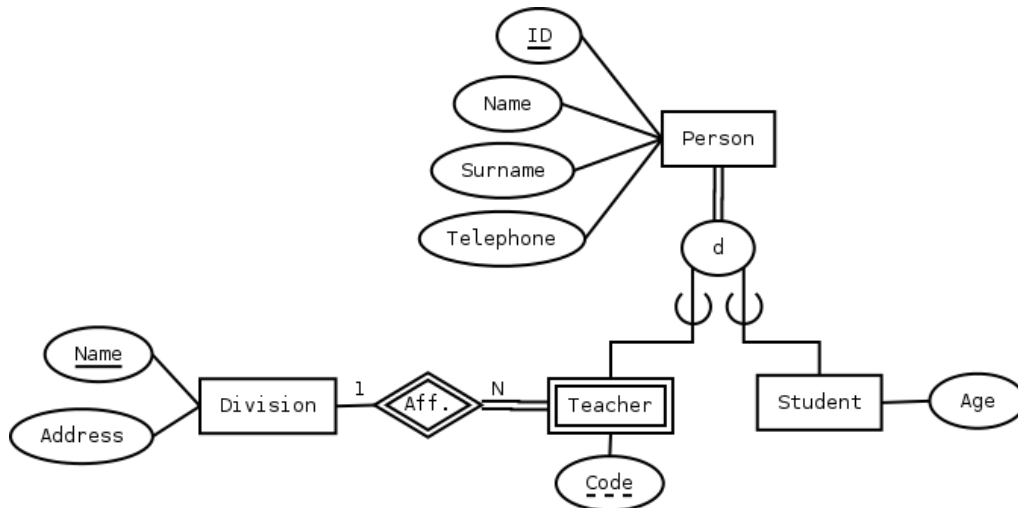 ID
Name
Person
Surname
Telephone
d
Name
1
N
Division
Aff.
Teacher
Student
Age
Address
Code